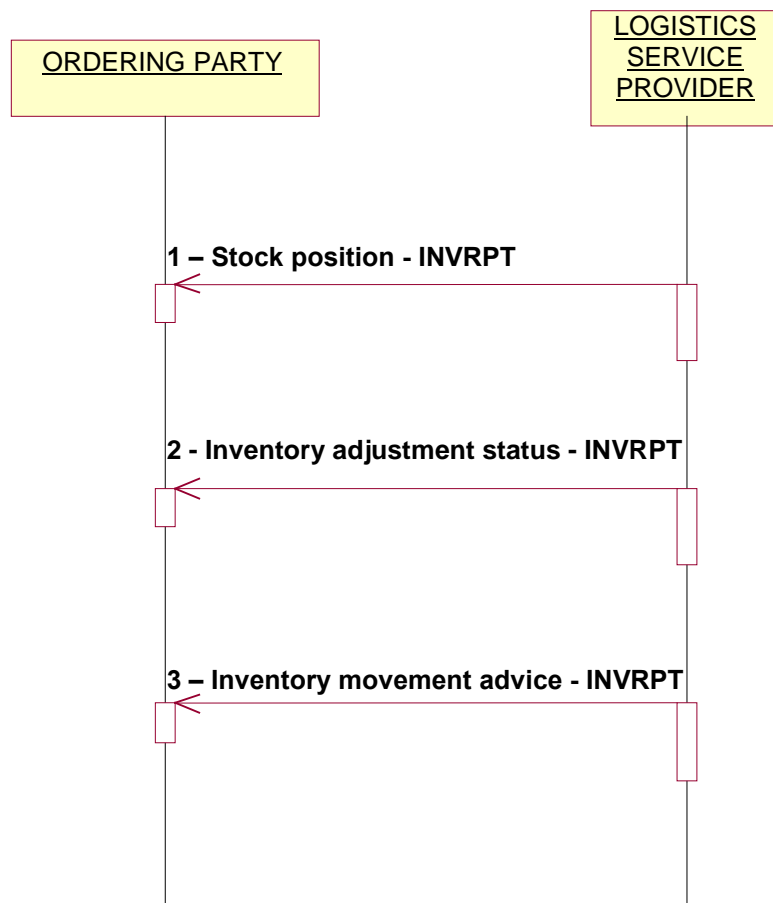 ORDERING PARTY
LOGISTICS
SERVICE
PROVIDER
1 – Stock position - INVRPT
2 - Inventory adjustment status - INVRPT
3 – Inventory movement advice - INVRPT